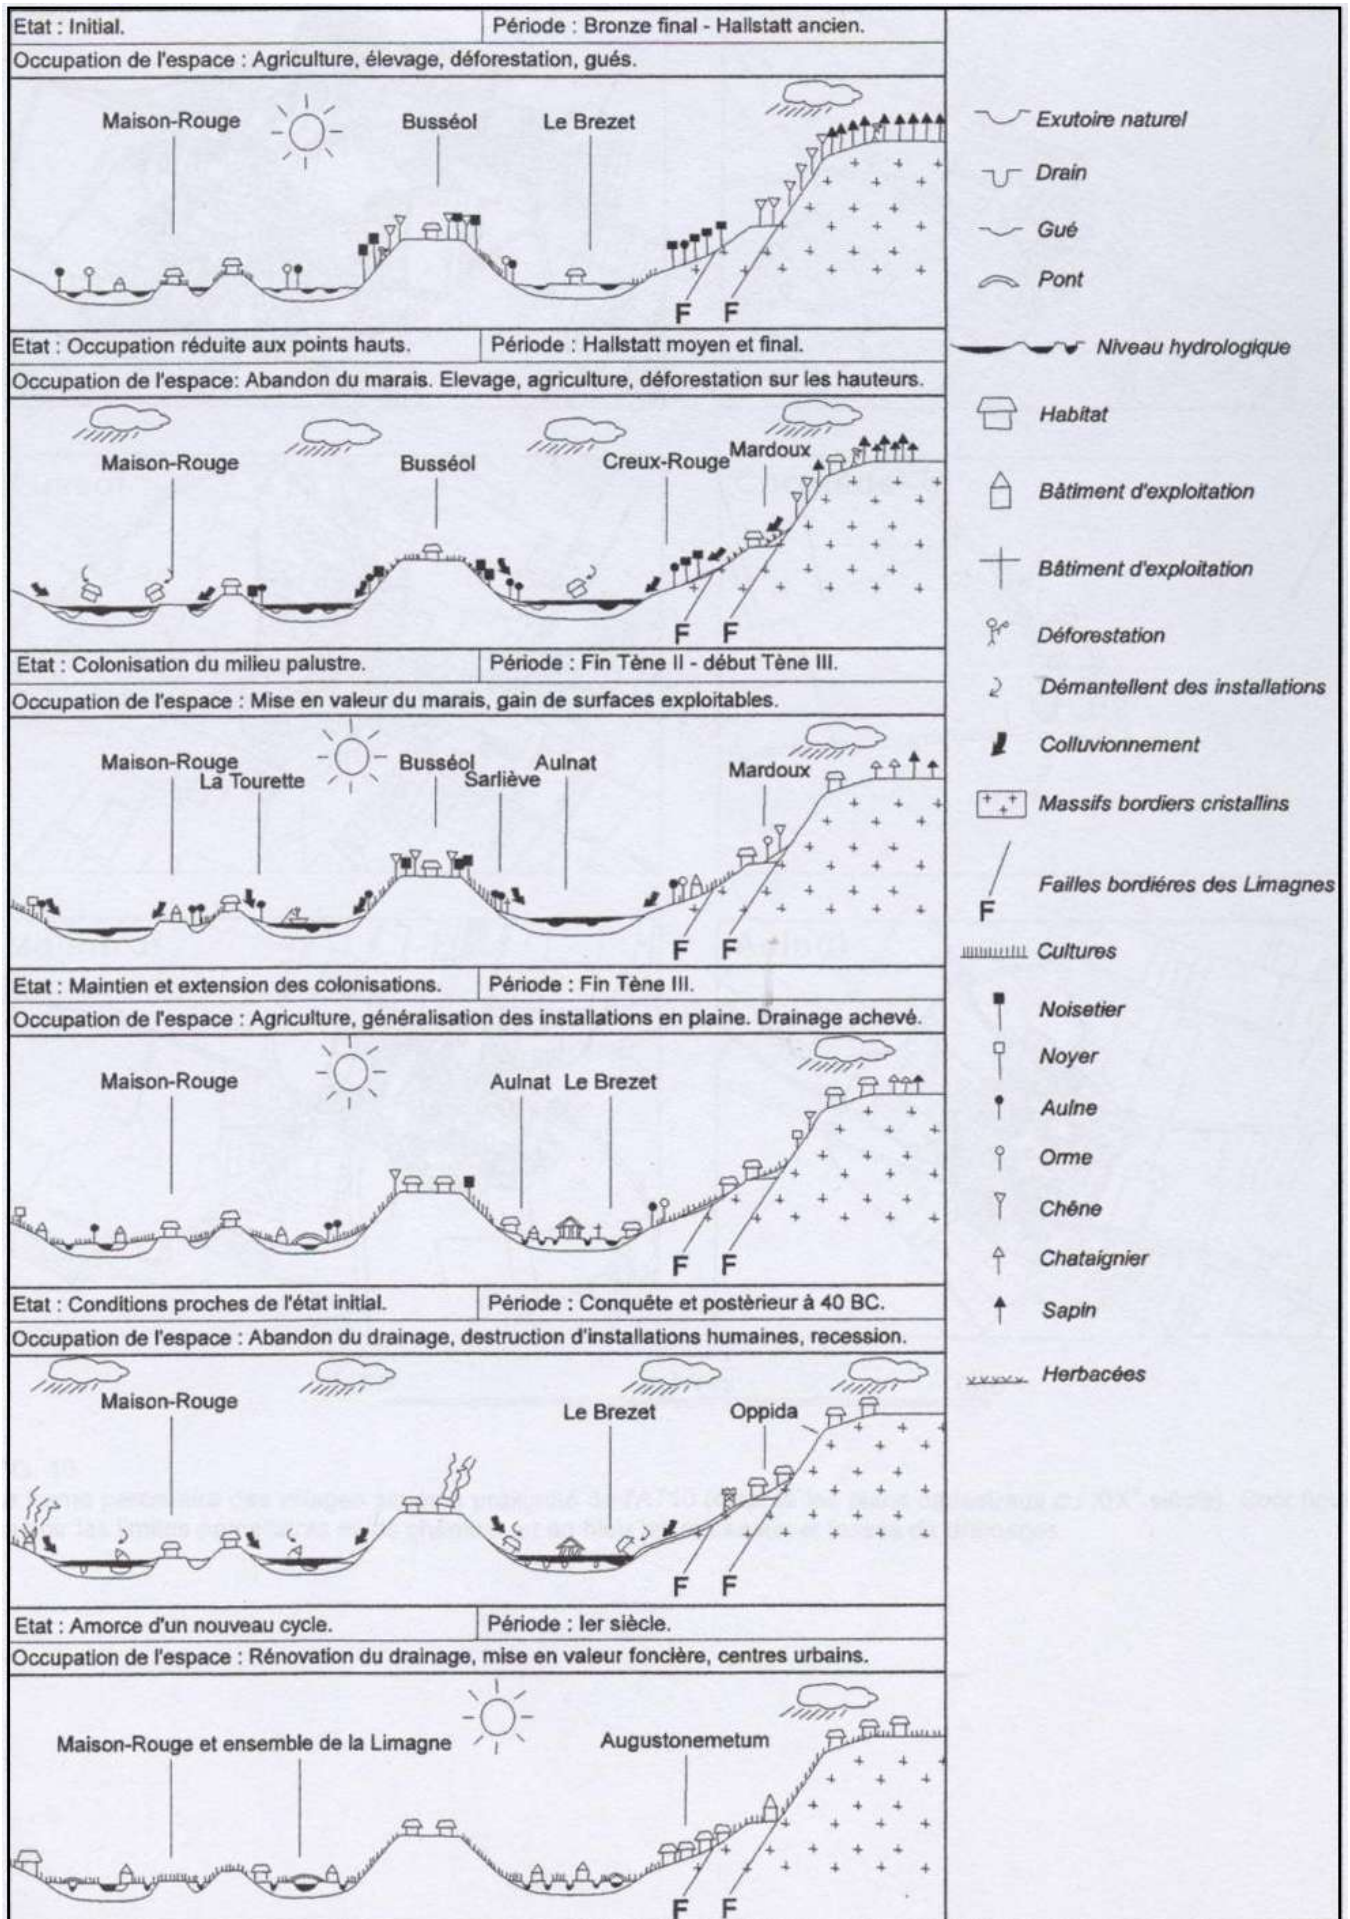 Etat : Initial.
Période : Bronze final - Hallstatt ancien.
Occupation de l'espace : Agriculture, élevage, déforestation, gués.
Maison-Rouge
Busséol
Le Brezet
F F
Etat : Occupation réduite aux points hauts.
Période : Hallstatt moyen et final.
Occupation de l'espace: Abandon du marais. Elevage, agriculture, déforestation sur les hauteurs.
Maison-Rouge
Busséol
Creux-Rouge
Mardoux
F F
Etat : Colonisation du milieu palustre.
Période : Fin Tène II - début Tène III.
Occupation de l'espace : Mise en valeur du marais, gain de surfaces exploitables.
Maison-Rouge
La Tourette
Busséol
Sarliève
Aulnat
Mardoux
F F
Etat : Maintien et extension des colonisations.
Période : Fin Tène III.
Occupation de l'espace : Agriculture, généralisation des installations en plaine. Drainage achevé.
Maison-Rouge
Aulnat
Le Brezet
F F
Etat : Conditions proches de l'état initial.
Période : Conquête et postèrieur à 40 BC.
Occupation de l'espace : Abandon du drainage, destruction d'installations humaines, recession.
Maison-Rouge
Le Brezet
Oppida
F F
Etat : Amorce d'un nouveau cycle.
Période : Ier siècle.
Occupation de l'espace : Rénovation du drainage, mise en valeur foncière, centres urbains.
Maison-Rouge et ensemble de la Limagne
Augustonemetum
F F
Exutoire naturel
Drain
Gué
Pont
Niveau hydrologique
Habitat
Bâtiment d'exploitation
Bâtiment d'exploitation
Déforestation
Démantellent des installations
Colluvionnement
Massifs bordiers cristallins
Failles bordiéres des Limagnes
F
Cultures
Noisetier
Noyer
Aulne
Orme
Chêne
Chataignier
Sapin
Herbacées